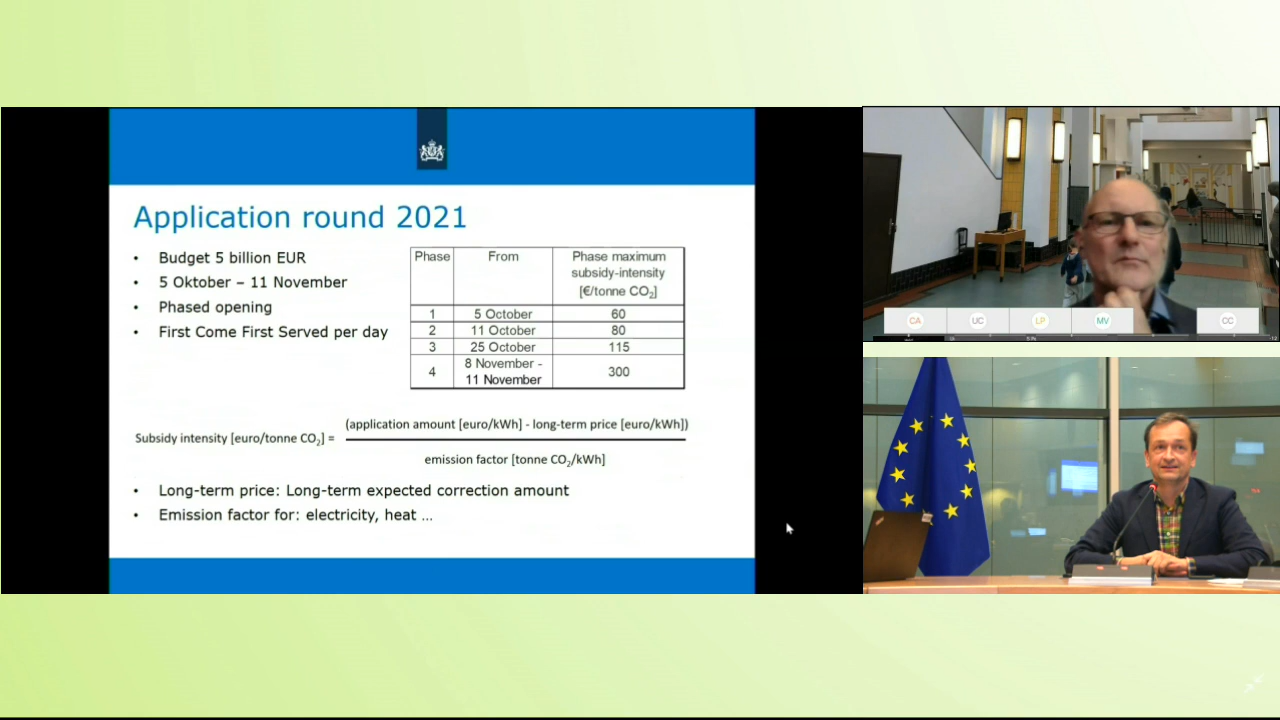 Application round 2021
• Budget 5 billion EUR
• 5 Oktober – 11 November
• Phased opening
• First Come First Served per day
Phase From Phase maximum
subsidy-intensity
[€/tonne CO2]
1 5 October 60
2 11 October 80
3 25 October 115
4 8 November - 300
11 November
(application amount [euro/kWh] - long-term price [euro/kWh])
Subsidy intensity [euro/tonne CO2] =
emission factor [tonne CO2/kWh]
• Long-term price: Long-term expected correction amount
• Emission factor for: electricity, heat ...
CA UC LP MV CC